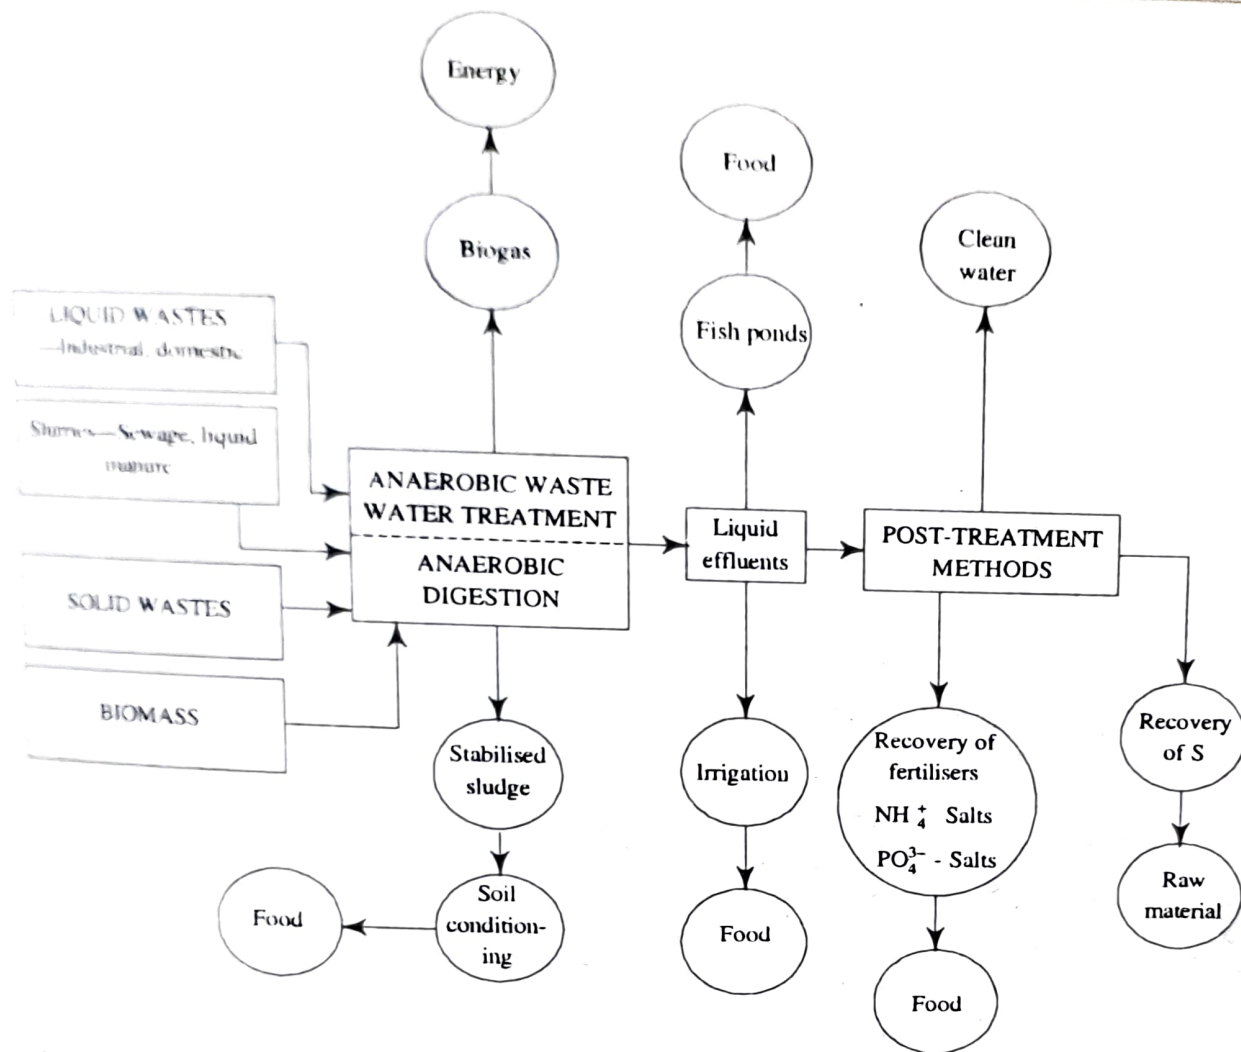 Energy
Food
Clean
water
Biogas
Fish ponds
LIQUID WASTES
—Industrial, domestic
Slurries—Sewage, liquid
manure
ANAEROBIC WASTE
WATER TREATMENT
ANAEROBIC
DIGESTION
Liquid
effluents
POST-TREATMENT
METHODS
SOLID WASTES
BIOMASS
Stabilised
sludge
Irrigation
Recovery of
fertilisers
NH₄⁺ Salts
PO₄³⁻ - Salts
Recovery
of S
Soil
condition-
ing
Food
Food
Raw
material
Food